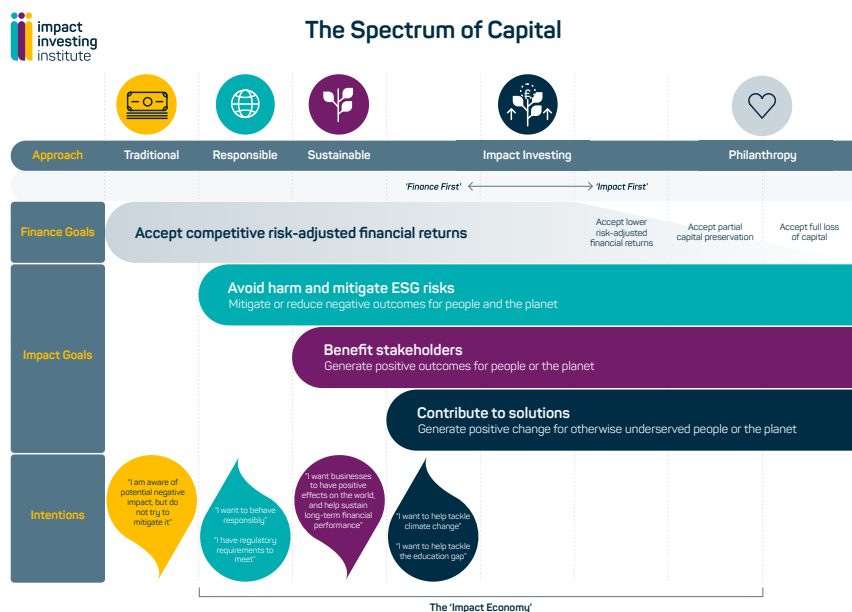 impact
investing
institute
The Spectrum of Capital
£
Approach
Traditional
Responsible
Sustainable
Impact Investing
Philanthropy
'Finance First'
'Impact First'
Finance Goals
Accept competitive risk-adjusted financial returns
Accept lower
risk-adjusted
financial returns
Accept partial
capital preservation
Accept full loss
of capital
Impact Goals
Avoid harm and mitigate ESG risks
Mitigate or reduce negative outcomes for people and the planet
Benefit stakeholders
Generate positive outcomes for people or the planet
Contribute to solutions
Generate positive change for otherwise underserved people or the planet
Intentions
"I am aware of
potential negative
impact, but do
not try to
mitigate it"
"I want to behave
responsibly"
"I have regulatory
requirements to
meet"
"I want businesses
to have positive
effects on the world,
and help sustain
long-term financial
performance"
"I want to help tackle
climate change"
"I want to help tackle
the education gap"
The 'Impact Economy'